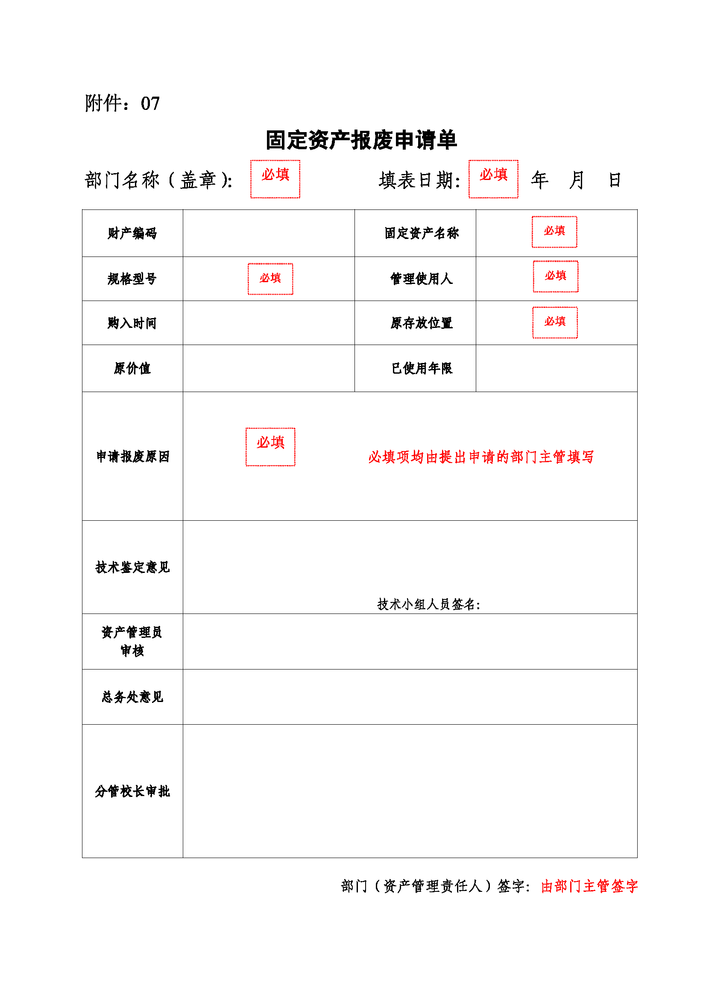 附件：07
固定资产报废申请单
部门名称（盖章）： 必填 填表日期： 必填 年 月 日
财产编码 固定资产名称 必填
规格型号 必填 管理使用人 必填
购入时间 原存放位置 必填
原价值 已使用年限
申请报废原因 必填 必填项均由提出申请的部门主管填写
技术鉴定意见
技术小组人员签名：
资产管理员
审核
总务处意见
分管校长审批
部门（资产管理责任人）签字： 由部门主管签字